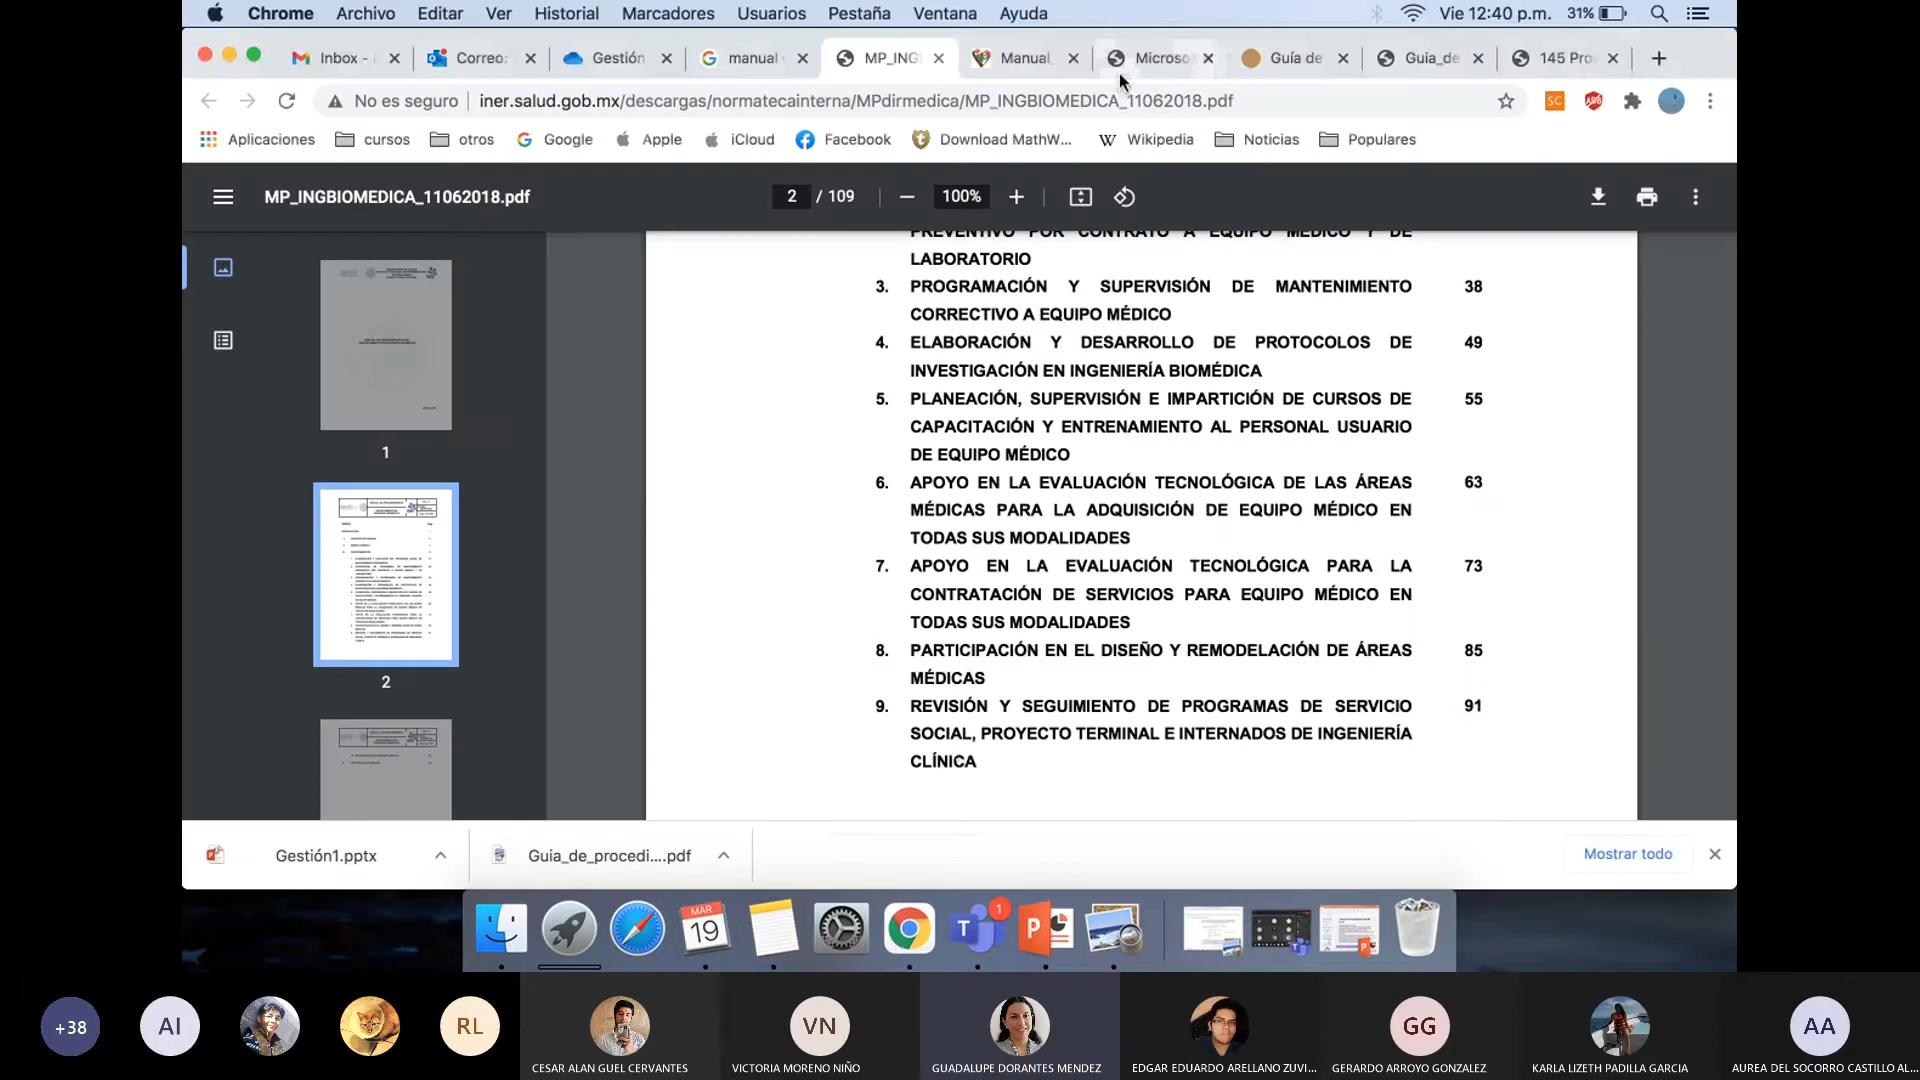 Chrome Archivo Editar Ver Historial Marcadores Usuarios Pestaña Ventana Ayuda Vie 12:40 p.m. 31%
Inbox - Correo: Gestión manual MP_ING Manual_ Microso Guía de Guia_de 145 Pro
No es seguro iner.salud.gob.mx/descargas/normatecainterna/MPdirmedica/MP_INGBIOMEDICA_11062018.pdf
Aplicaciones cursos otros Google Apple iCloud Facebook Download MathW... Wikipedia Noticias Populares
MP_INGBIOMEDICA_11062018.pdf 2 / 109 100%
PREVENTIVO POR CONTRATO A EQUIPO MÉDICO Y DE
LABORATORIO
3. PROGRAMACIÓN Y SUPERVISIÓN DE MANTENIMIENTO 38
CORRECTIVO A EQUIPO MÉDICO
4. ELABORACIÓN Y DESARROLLO DE PROTOCOLOS DE 49
INVESTIGACIÓN EN INGENIERÍA BIOMÉDICA
5. PLANEACIÓN, SUPERVISIÓN E IMPARTICIÓN DE CURSOS DE 55
CAPACITACIÓN Y ENTRENAMIENTO AL PERSONAL USUARIO
DE EQUIPO MÉDICO
6. APOYO EN LA EVALUACIÓN TECNOLÓGICA DE LAS ÁREAS 63
MÉDICAS PARA LA ADQUISICIÓN DE EQUIPO MÉDICO EN
TODAS SUS MODALIDADES
7. APOYO EN LA EVALUACIÓN TECNOLÓGICA PARA LA 73
CONTRATACIÓN DE SERVICIOS PARA EQUIPO MÉDICO EN
TODAS SUS MODALIDADES
8. PARTICIPACIÓN EN EL DISEÑO Y REMODELACIÓN DE ÁREAS 85
MÉDICAS
9. REVISIÓN Y SEGUIMIENTO DE PROGRAMAS DE SERVICIO 91
SOCIAL, PROYECTO TERMINAL E INTERNADOS DE INGENIERÍA
CLÍNICA
1
2
Gestión1.pptx Guia_de_procedi....pdf Mostrar todo
MAR
19
1
+38 AI RL VN GG AA
CESAR ALAN GUEL CERVANTES VICTORIA MORENO NIÑO GUADALUPE DORANTES MENDEZ EDGAR EDUARDO ARELLANO ZUVI... GERARDO ARROYO GONZALEZ KARLA LIZETH PADILLA GARCIA AUREA DEL SOCORRO CASTILLO AL...